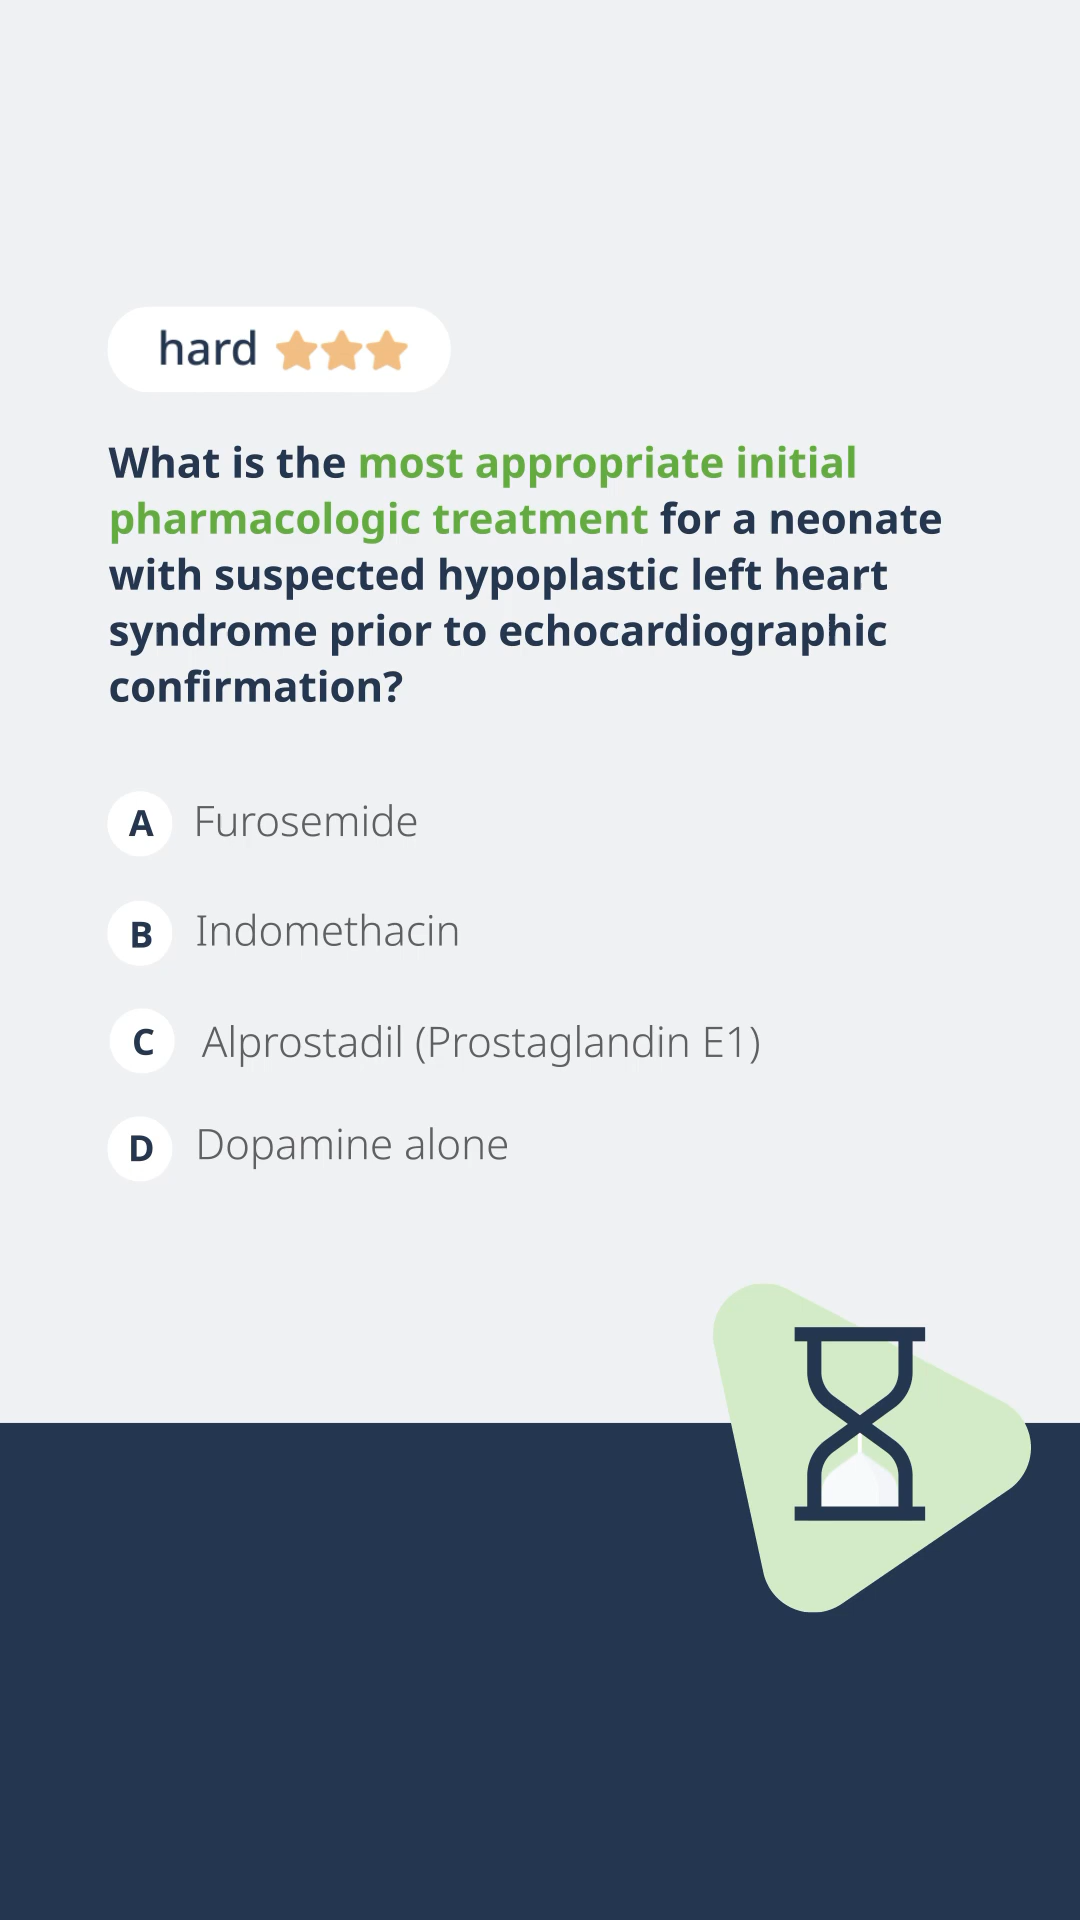 hard
What is the most appropriate initial
pharmacologic treatment for a neonate
with suspected hypoplastic left heart
syndrome prior to echocardiographic
confirmation?
A Furosemide
B Indomethacin
C Alprostadil (Prostaglandin E1)
D Dopamine alone